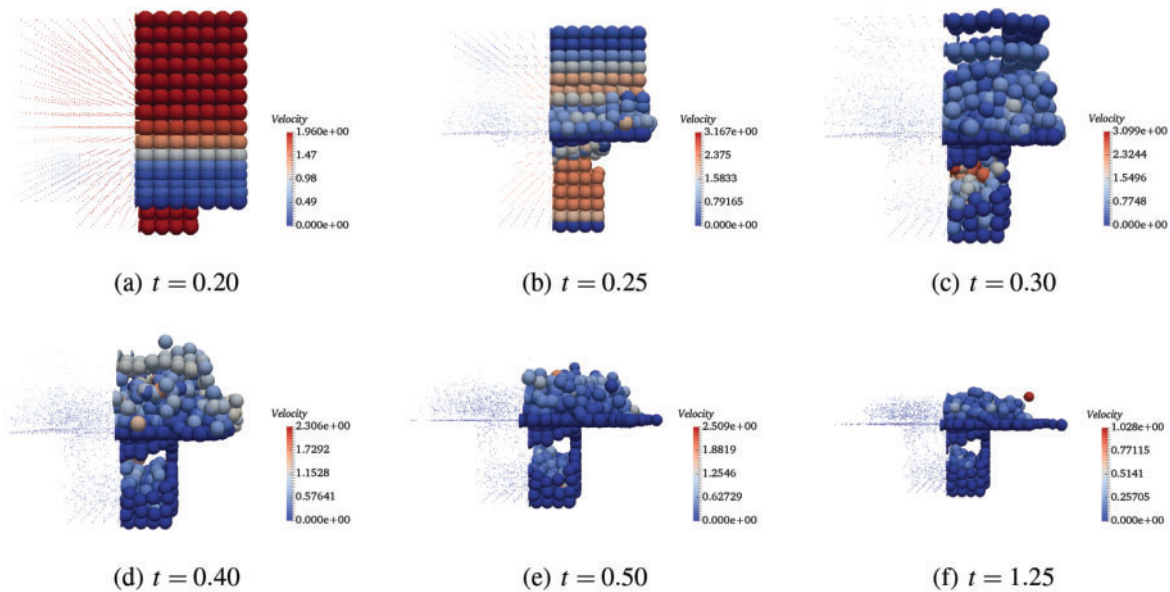 Velocity
1.960e+00
1.47
0.98
0.49
0.000e+00
(a) t = 0.20
Velocity
3.167e+00
2.375
1.5833
0.79165
0.000e+00
(b) t = 0.25
Velocity
3.099e+00
2.3244
1.5496
0.7748
0.000e+00
(c) t = 0.30
Velocity
2.306e+00
1.7292
1.1528
0.57641
0.000e+00
(d) t = 0.40
Velocity
2.509e+00
1.8819
1.2546
0.62729
0.000e+00
(e) t = 0.50
Velocity
1.028e+00
0.77115
0.5141
0.25705
0.000e+00
(f) t = 1.25